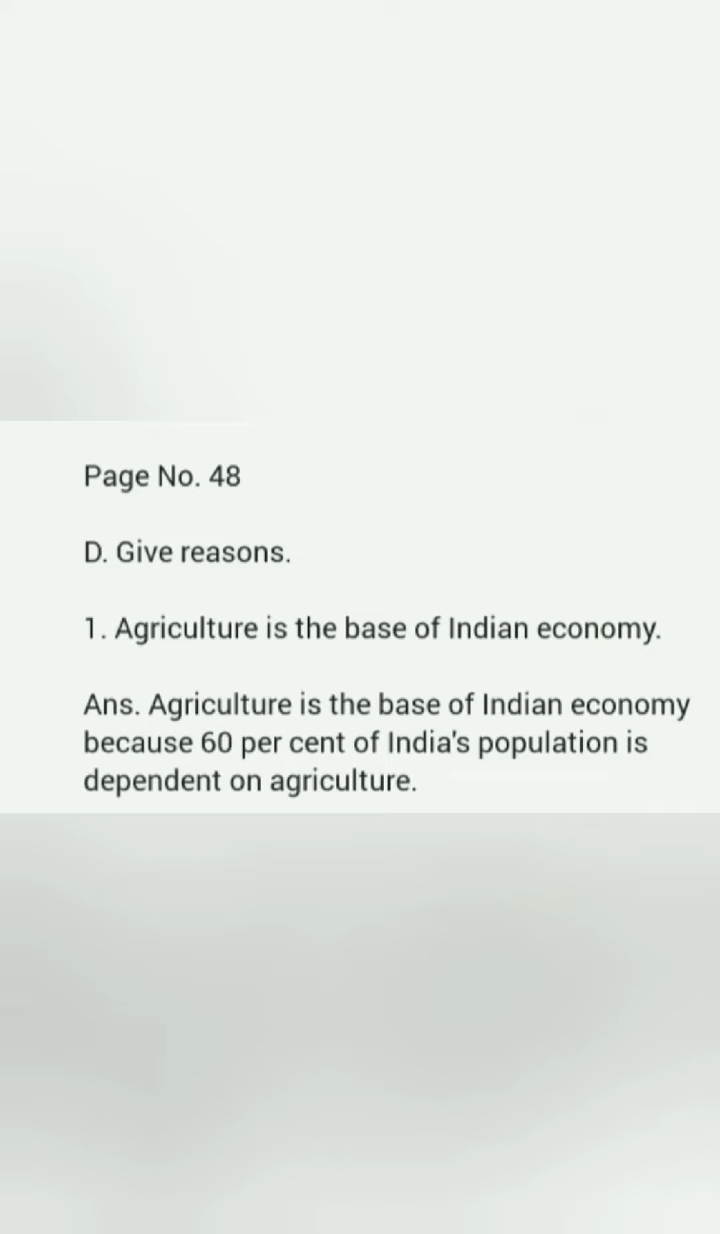 Page No. 48
D. Give reasons.
1. Agriculture is the base of Indian economy.
Ans. Agriculture is the base of Indian economy
because 60 per cent of India's population is
dependent on agriculture.